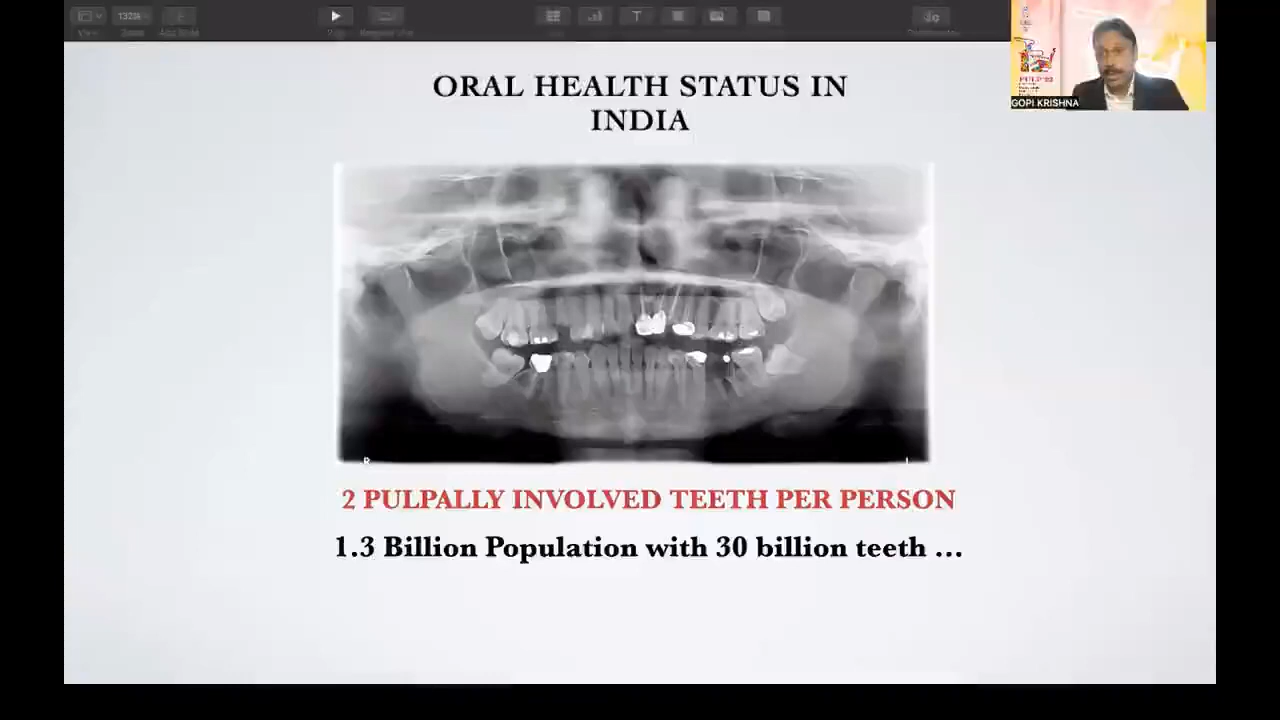 132%
ORAL HEALTH STATUS IN
INDIA
GOPI KRISHNA
R
L
2 PULPALLY INVOLVED TEETH PER PERSON
1.3 Billion Population with 30 billion teeth ...